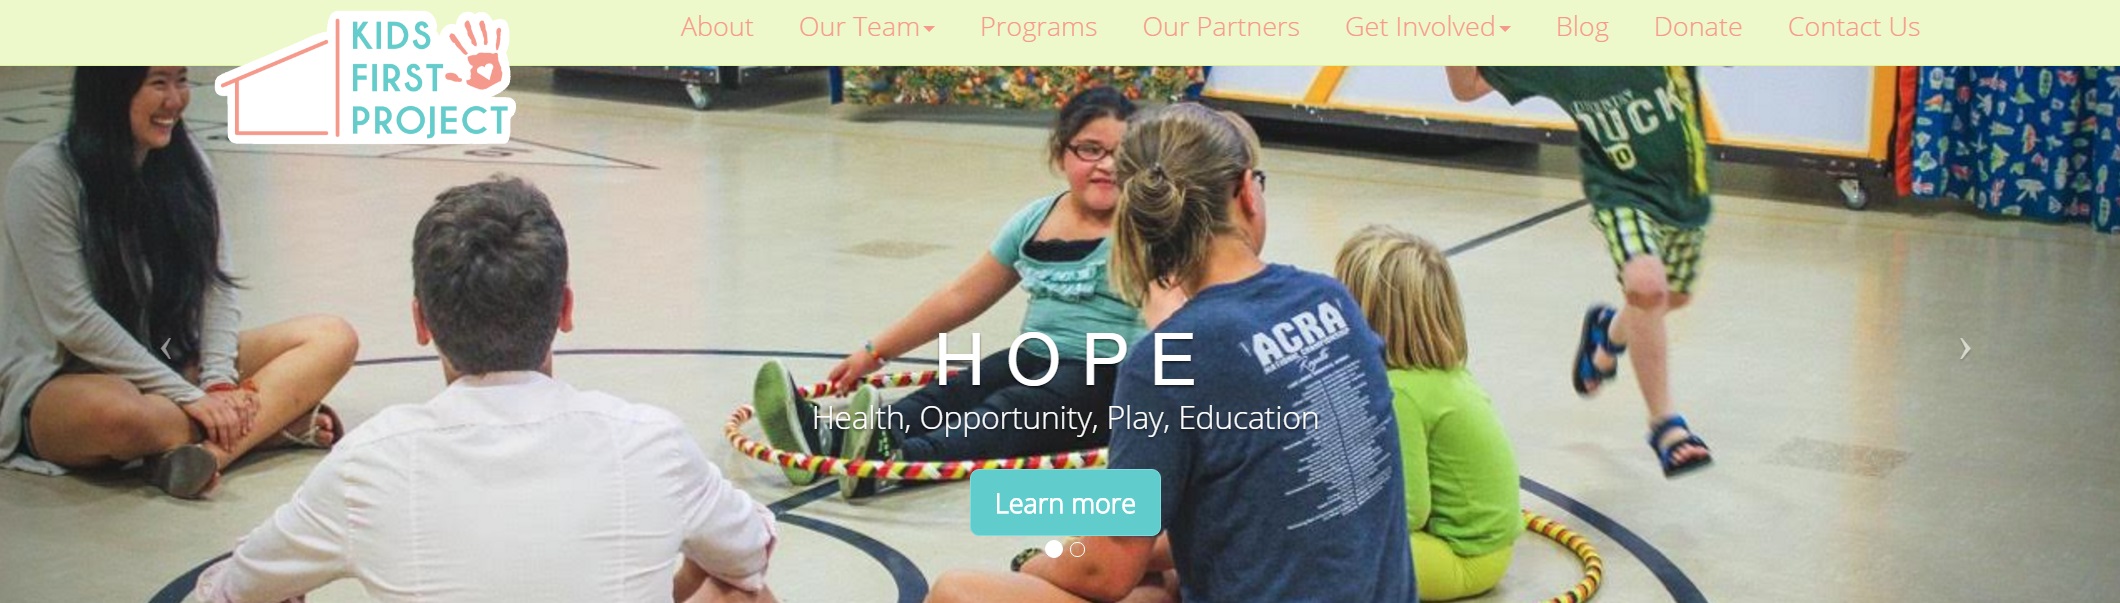 KIDS
FIRST
PROJECT
About Our Team Programs Our Partners Get Involved Blog Donate Contact Us
DUCK
0
ACRA
HOPE
Health, Opportunity, Play, Education
Learn more